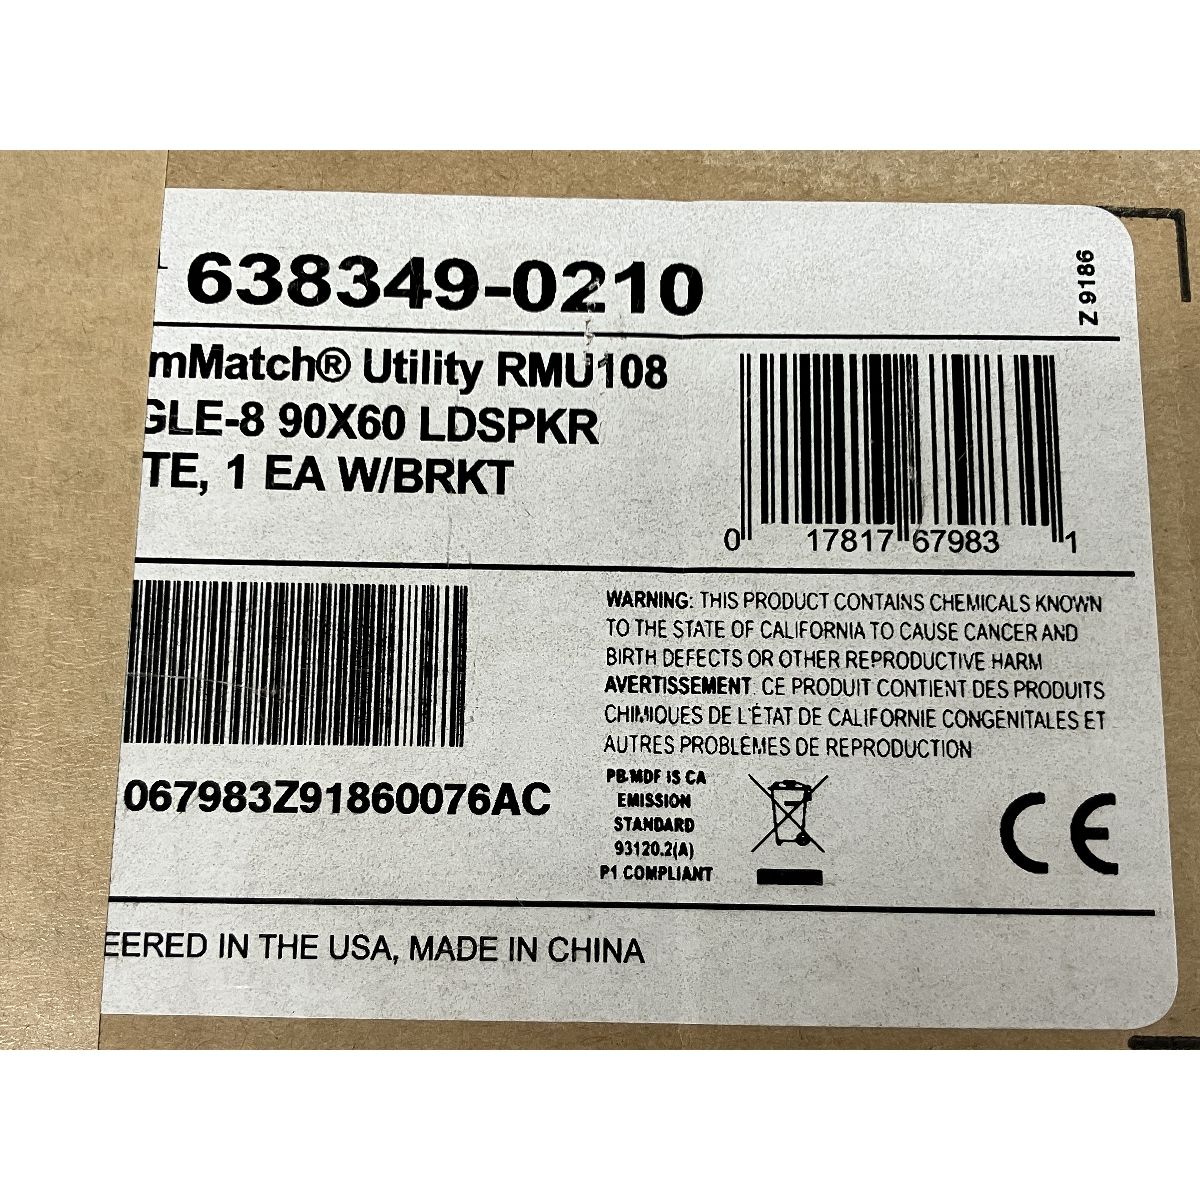 638349-0210
Z 9186
mMatch® Utility RMU108
GLE-8 90X60 LDSPKR
TE, 1 EA W/BRKT
0 17817 67983 1
WARNING: THIS PRODUCT CONTAINS CHEMICALS KNOWN
TO THE STATE OF CALIFORNIA TO CAUSE CANCER AND
BIRTH DEFECTS OR OTHER REPRODUCTIVE HARM
AVERTISSEMENT: CE PRODUIT CONTIENT DES PRODUITS
CHIMIQUES DE L'ÉTAT DE CALIFORNIE CONGENITALES ET
AUTRES PROBLÈMES DE REPRODUCTION
067983Z91860076AC
PB MDF IS CA
EMISSION
STANDARD
93120.2(A)
P1 COMPLIANT
CE
EERED IN THE USA, MADE IN CHINA